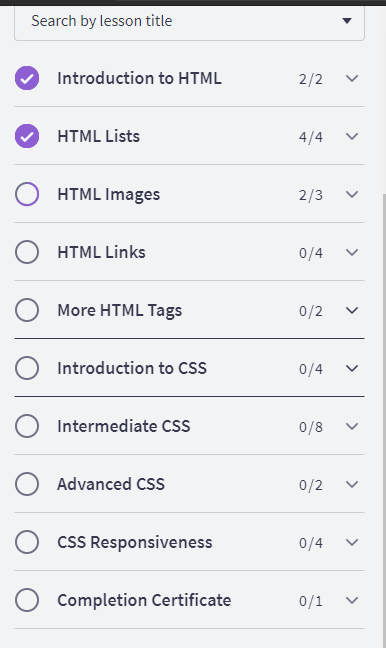 Search by lesson title
Introduction to HTML 2/2
HTML Lists 4/4
HTML Images 2/3
HTML Links 0/4
More HTML Tags 0/2
Introduction to CSS 0/4
Intermediate CSS 0/8
Advanced CSS 0/2
CSS Responsiveness 0/4
Completion Certificate 0/1